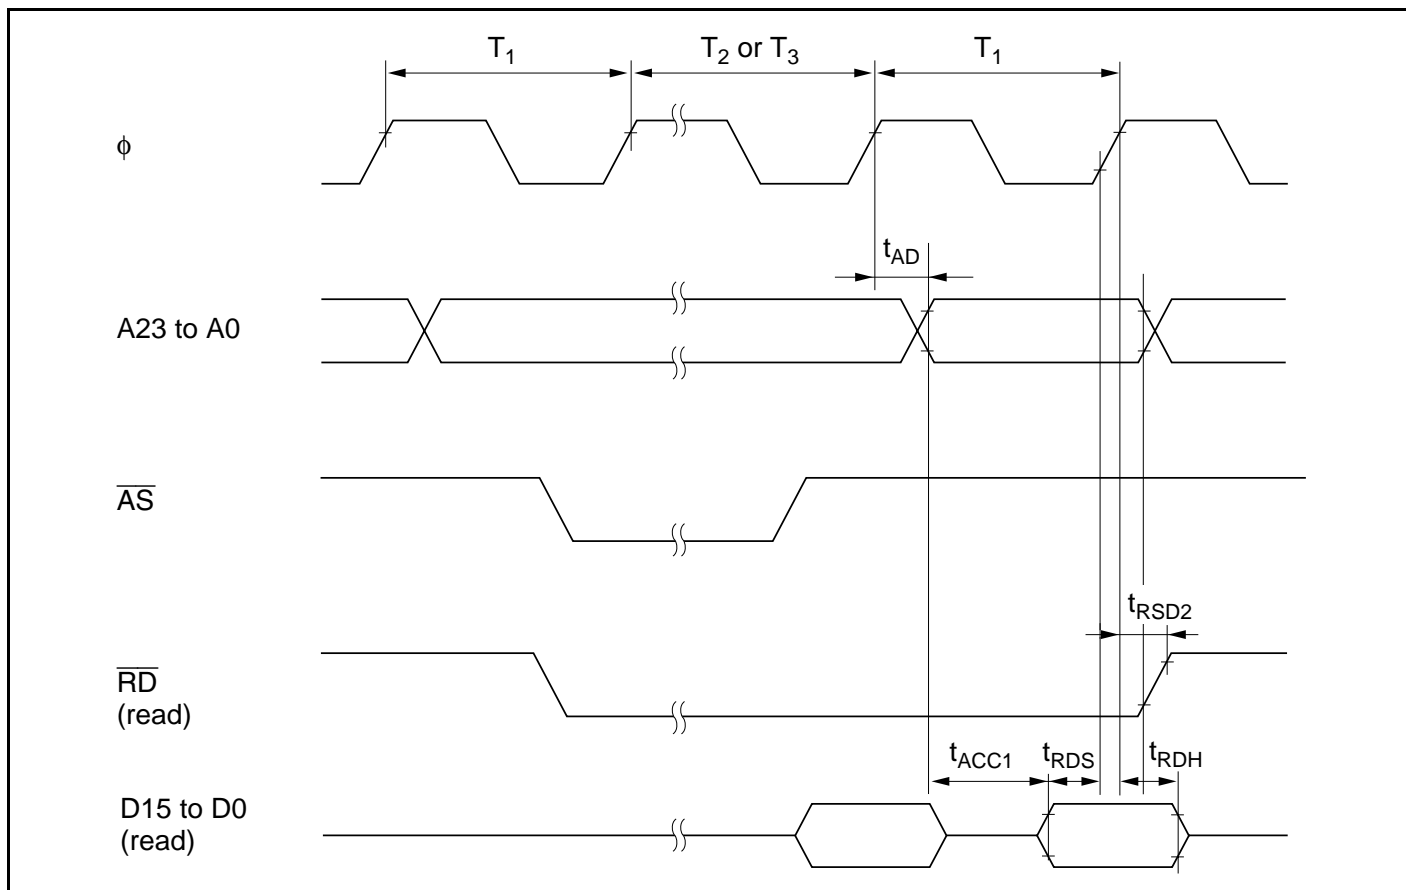 T1 T2 or T3 T1
φ
tAD
A23 to A0
AS
tRSD2
RD
(read)
tACC1 tRDS tRDH
D15 to D0
(read)